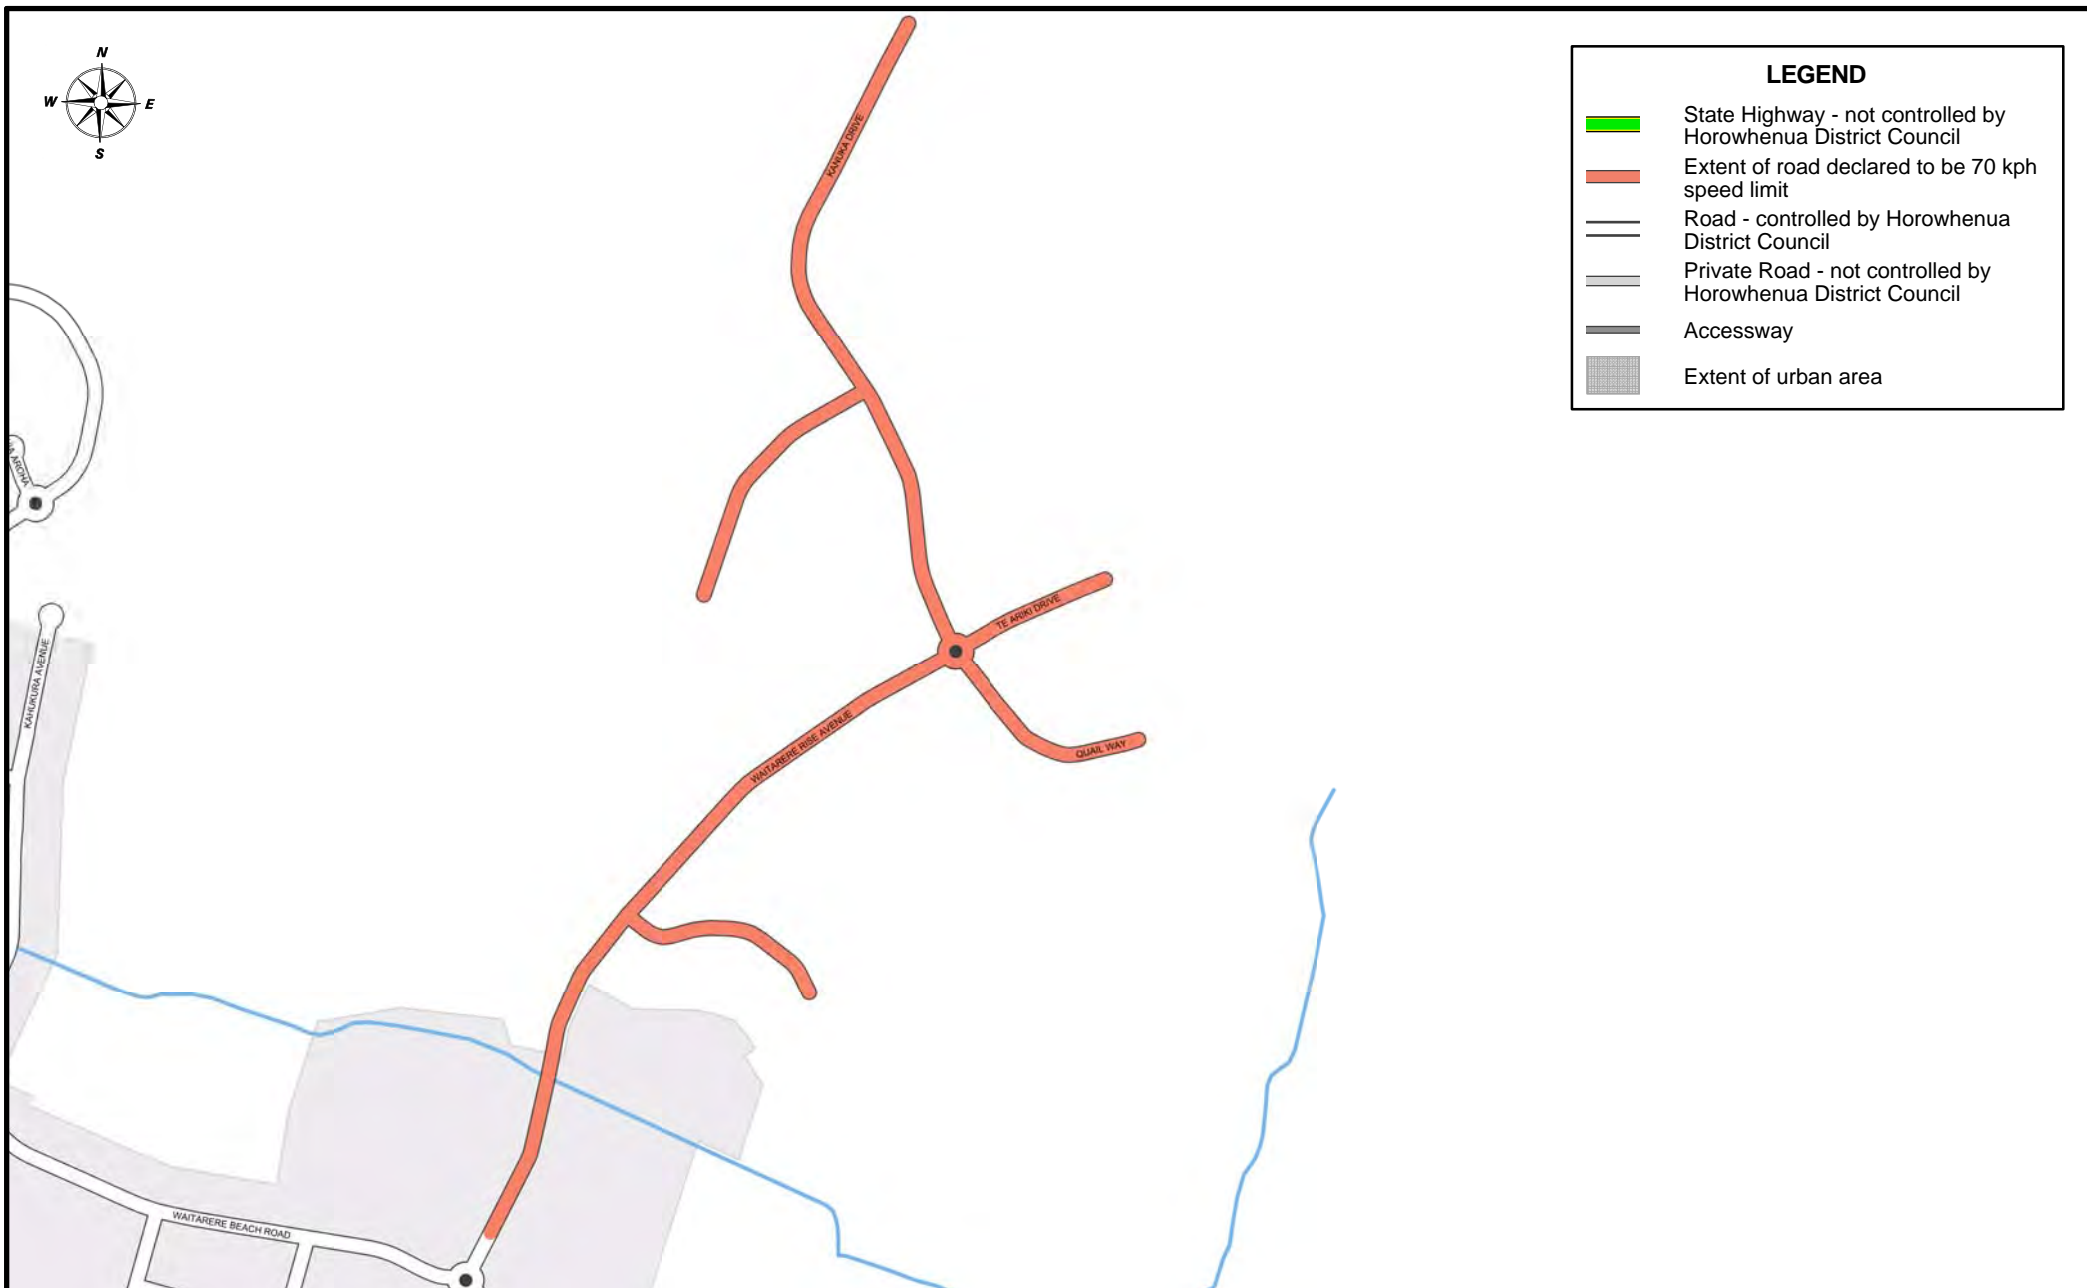 N
W E
S
LEGEND
State Highway - not controlled by
Horowhenua District Council
Extent of road declared to be 70 kph
speed limit
Road - controlled by Horowhenua
District Council
Private Road - not controlled by
Horowhenua District Council
Accessway
Extent of urban area
KANUKA DRIVE
AROHA
TE ARIKI DRIVE
KAHUKURA AVENUE
WAITARERE RISE AVENUE
QUAIL WAY
WAITARERE BEACH ROAD